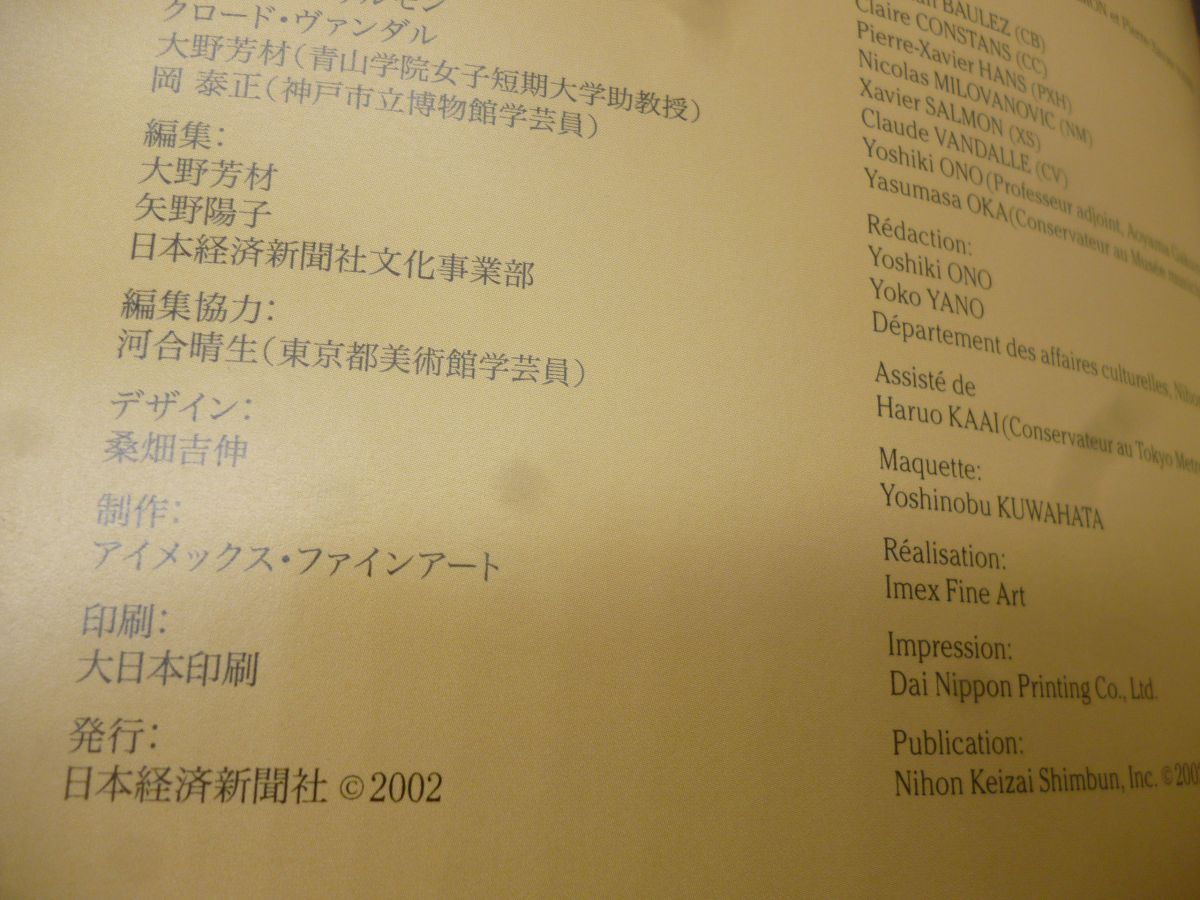 クロード・ヴァンダル
大野芳材(青山学院女子短期大学助教授)
岡 泰正(神戸市立博物館学芸員)
編集:
大野芳材
矢野陽子
日本経済新聞社文化事業部
編集協力:
河合晴生(東京都美術館学芸員)
デザイン:
桑畑吉伸
制作:
アイメックス・ファインアート
印刷:
大日本印刷
発行:
日本経済新聞社 ©2002
BAULEZ (CB)
Claire CONSTANS (CC)
Pierre-Xavier HANS (PXH)
Nicolas MILOVANOVIC (NM)
Xavier SALMON (XS)
Claude VANDALLE (CV)
Yoshiki ONO (Professeur adjoint, Aoyama
Yasumasa OKA(Conservateur au Musée
Rédaction:
Yoshiki ONO
Yoko YANO
Département des affaires culturelles,
Assisté de
Haruo KAAI(Conservateur au Tokyo
Maquette:
Yoshinobu KUWAHATA
Réalisation:
Imex Fine Art
Impression:
Dai Nippon Printing Co., Ltd.
Publication:
Nihon Keizai Shimbun, Inc.